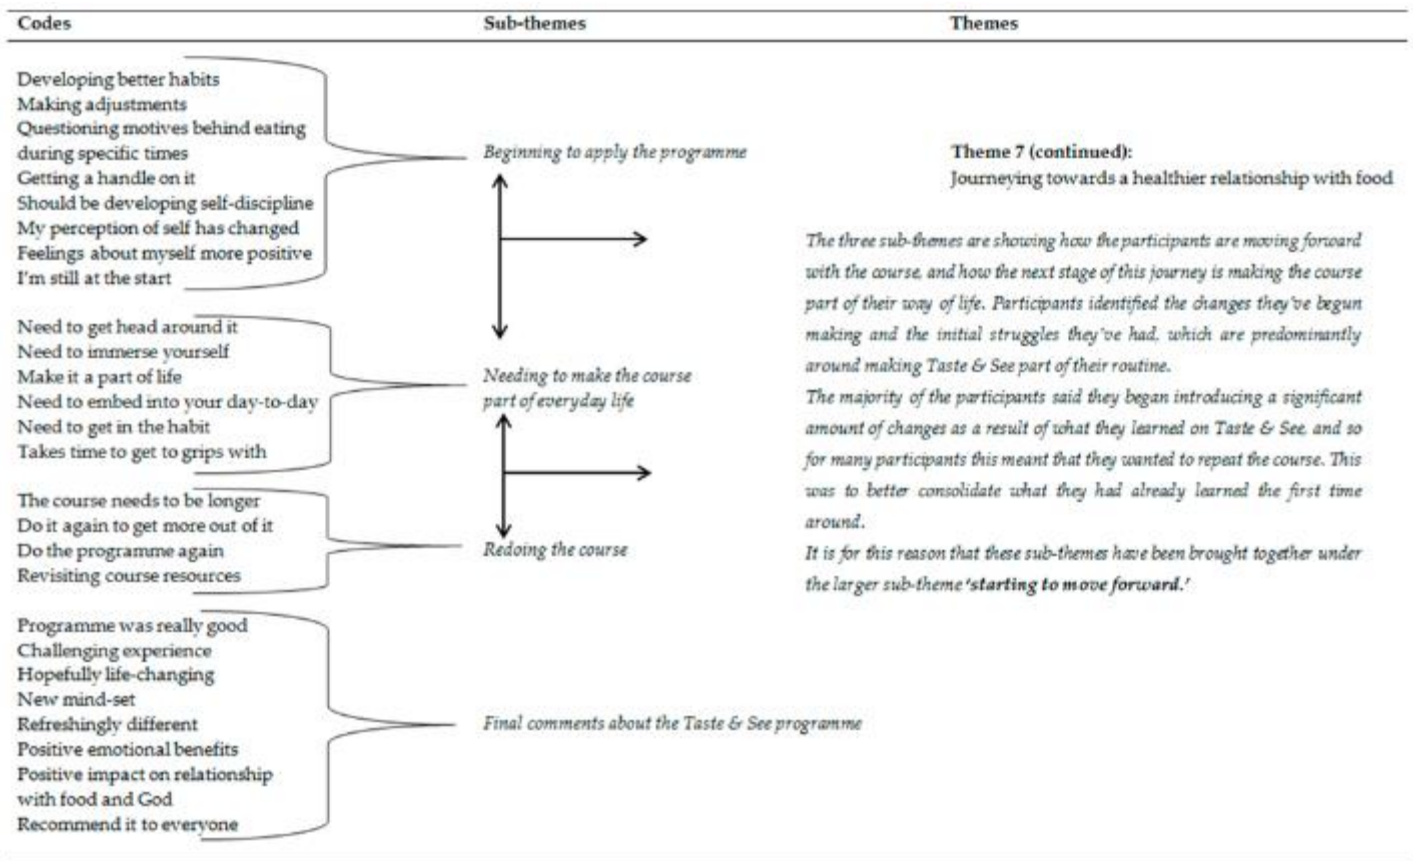 Codes
Sub-themes
Themes
Developing better habits
Making adjustments
Questioning motives behind eating
during specific times
Getting a handle on it
Should be developing self-discipline
My perception of self has changed
Feelings about myself more positive
I'm still at the start
Beginning to apply the programme
Need to get head around it
Need to immerse yourself
Make it a part of life
Need to embed into your day-to-day
Need to get in the habit
Takes time to get to grips with
Needing to make the course
part of everyday life
The course needs to be longer
Do it again to get more out of it
Do the programme again
Revisiting course resources
Redoing the course
Programme was really good
Challenging experience
Hopefully life-changing
New mind-set
Refreshingly different
Positive emotional benefits
Positive impact on relationship
with food and God
Recommend it to everyone
Final comments about the Taste & See programme
Theme 7 (continued):
Journeying towards a healthier relationship with food
The three sub-themes are showing how the participants are moving forward
with the course, and how the next stage of this journey is making the course
part of their way of life. Participants identified the changes they've begun
making and the initial struggles they've had, which are predominantly
around making Taste & See part of their routine.
The majority of the participants said they began introducing a significant
amount of changes as a result of what they learned on Taste & See, and so
for many participants this meant that they wanted to repeat the course. This
was to better consolidate what they had already learned the first time
around.
It is for this reason that these sub-themes have been brought together under
the larger sub-theme 'starting to move forward.'